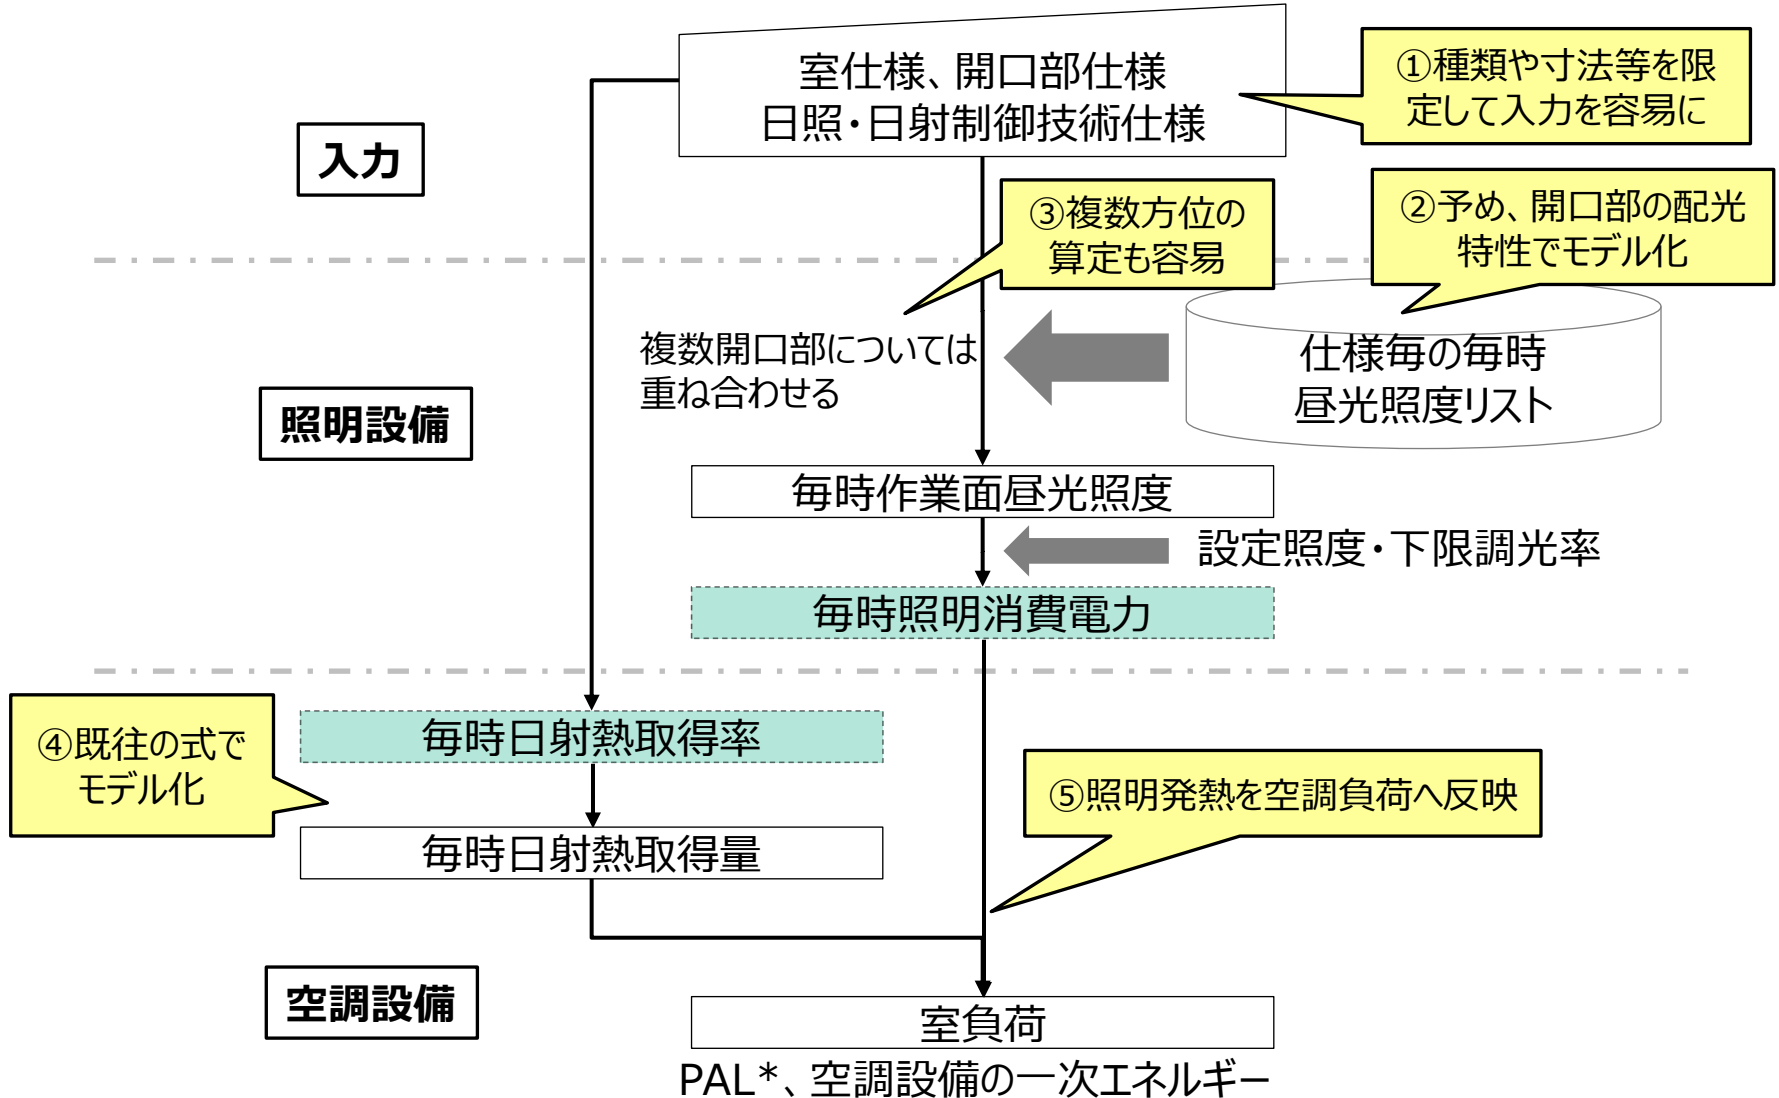 室仕様、開口部仕様
日照・日射制御技術仕様
①種類や寸法等を限
定して入力を容易に
入力
②予め、開口部の配光
特性でモデル化
③複数方位の
算定も容易
複数開口部については
重ね合わせる
仕様毎の毎時
昼光照度リスト
照明設備
毎時作業面昼光照度
設定照度・下限調光率
毎時照明消費電力
④既往の式で
モデル化
毎時日射熱取得率
⑤照明発熱を空調負荷へ反映
毎時日射熱取得量
空調設備
室負荷
PAL*、空調設備の一次エネルギー